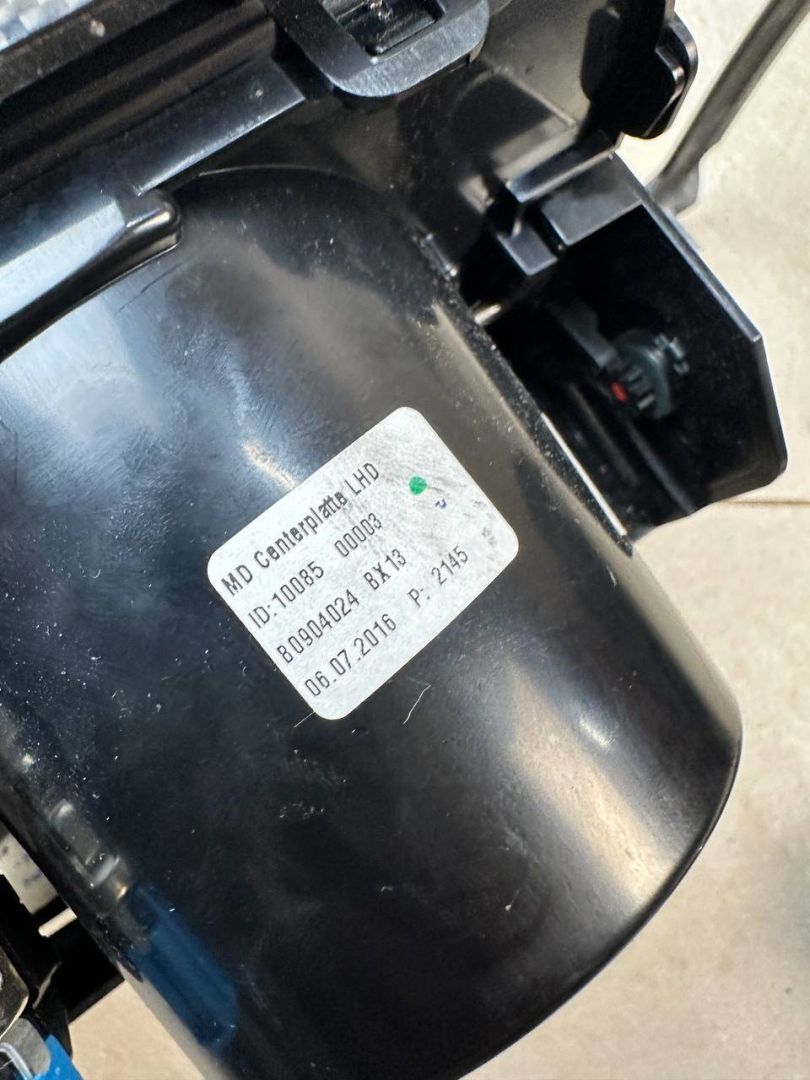 MD Centerplatte LHD
ID:10085 00003
B0904024 BX13
06.07.2016 P: 2145